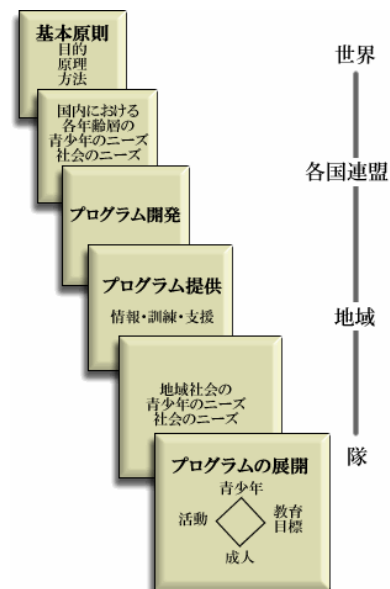 基本原則
目的
原理
方法
国内における
各年齢層の
青少年のニーズ
社会のニーズ
プログラム開発
プログラム提供
情報・訓練・支援
地域社会の
青少年のニーズ
社会のニーズ
プログラムの展開
青少年
活動
教育
目標
成人
世界
各国連盟
地域
隊